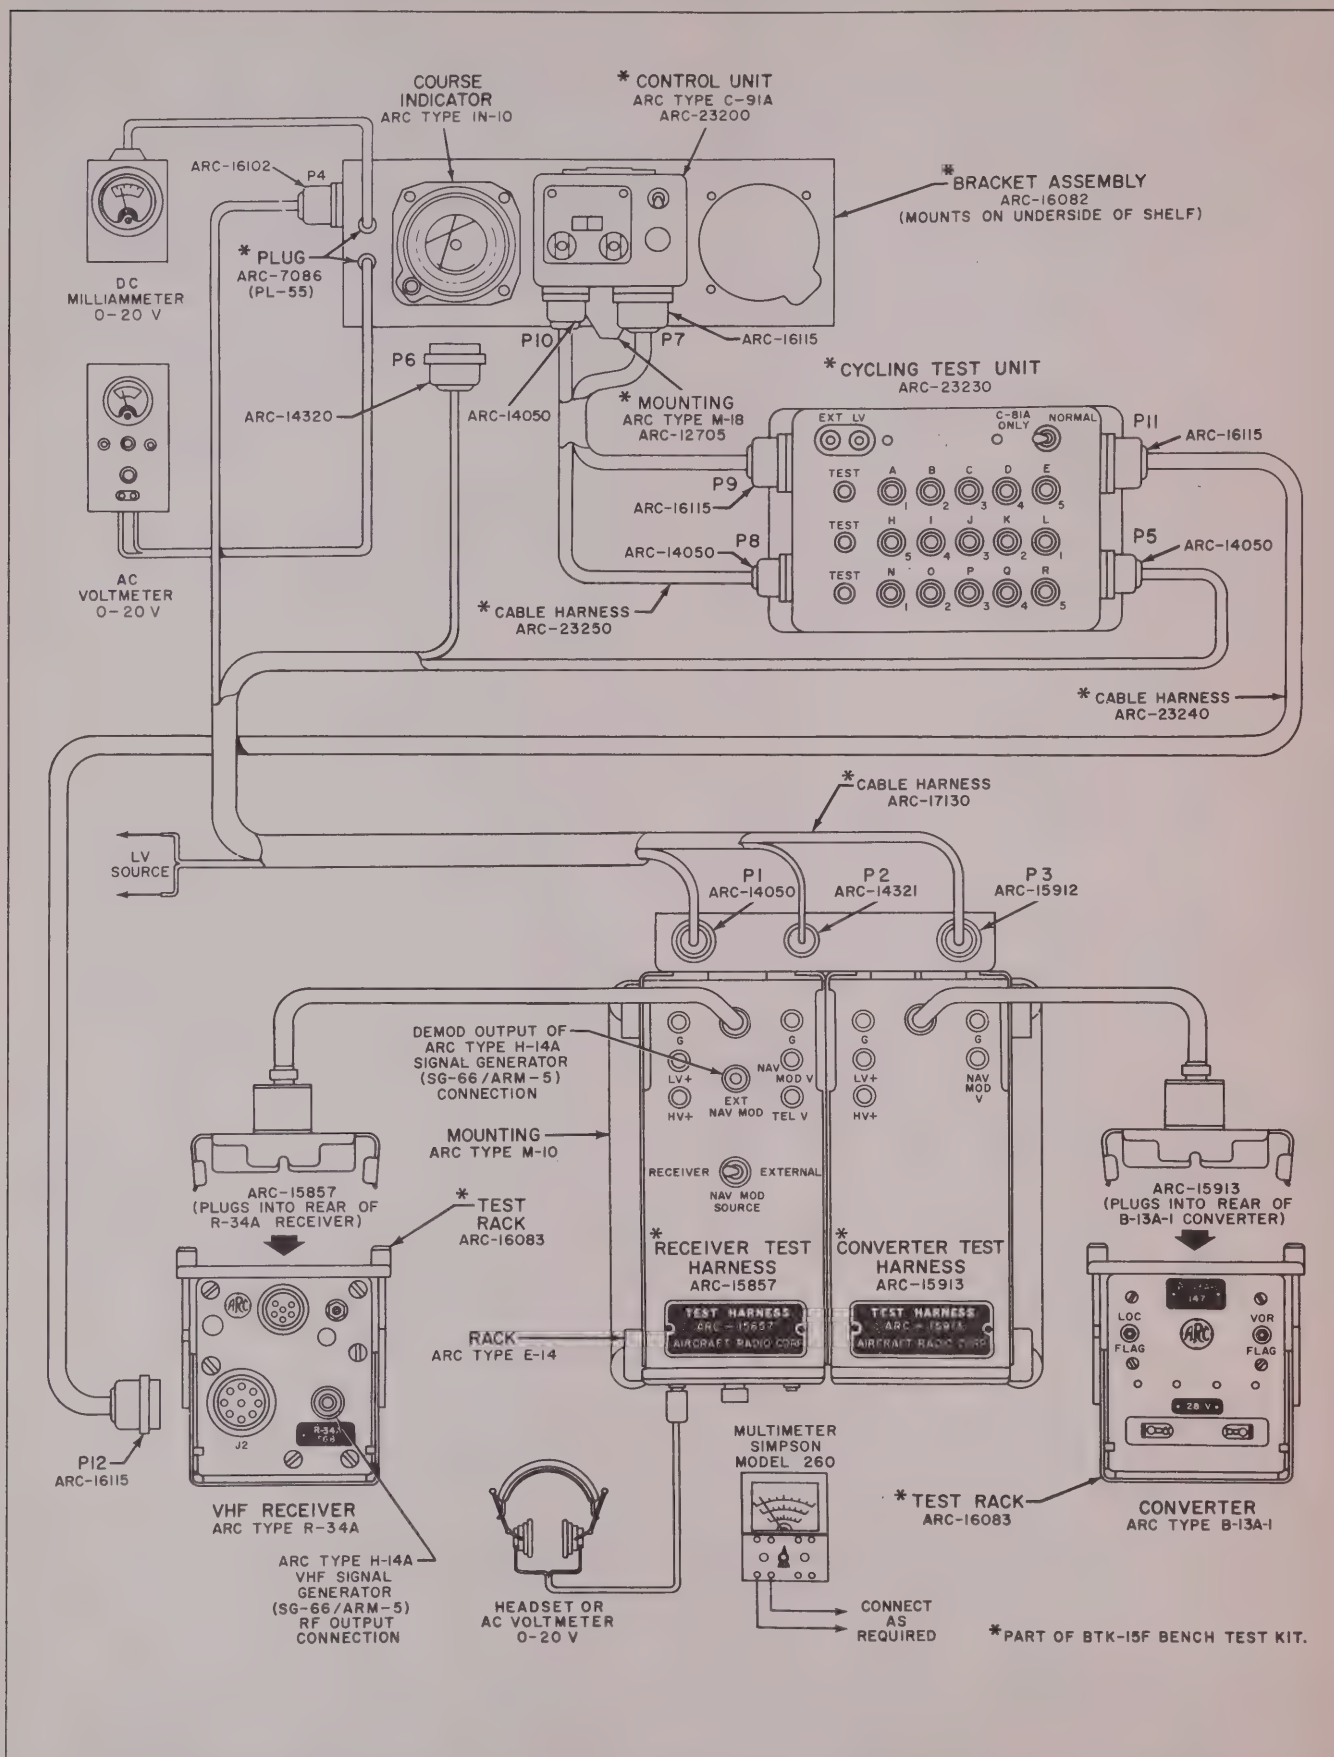 COURSE
INDICATOR
ARC TYPE IN-10
* CONTROL UNIT
ARC TYPE C-91A
ARC-23200
ARC-16102
P4
* BRACKET ASSEMBLY
ARC-16082
(MOUNTS ON UNDERSIDE OF SHELF)
* PLUG
ARC-7086
(PL-55)
DC
MILLIAMMETER
0-20 V
P10
P7
ARC-16115
P6
ARC-14320
ARC-14050
* MOUNTING
ARC TYPE M-18
ARC-12705
* CYCLING TEST UNIT
ARC-23230
EXT LV
C-81A
ONLY
NORMAL
P11
ARC-16115
TEST A B C D E
1 2 3 4 5
P9
ARC-16115
TEST H I J K L
5 4 3 2 1
P8
ARC-14050
P5
ARC-14050
TEST N O P Q R
1 2 3 4 5
AC
VOLTMETER
0-20 V
* CABLE HARNESS
ARC-23250
* CABLE HARNESS
ARC-23240
* CABLE HARNESS
ARC-17130
LV
SOURCE
P1
ARC-14050
P2
ARC-14321
P3
ARC-15912
DEMOD OUTPUT OF
ARC TYPE H-14A
SIGNAL GENERATOR
(SG-66/ARM-5)
CONNECTION
G
LV+
HV+
EXT
NAV MOD
G
NAV
MOD V
TEL V
G
LV+
HV+
G
NAV
MOD
V
MOUNTING
ARC TYPE M-10
RECEIVER
EXTERNAL
NAV MOD
SOURCE
ARC-15857
(PLUGS INTO REAR OF
R-34A RECEIVER)
* TEST
RACK
ARC-16083
ARC-15913
(PLUGS INTO REAR OF
B-13A-1 CONVERTER)
* RECEIVER TEST
HARNESS
ARC-15857
* CONVERTER TEST
HARNESS
ARC-15913
TEST HARNESS
AIRCRAFT RADIO CORP
TEST HARNESS
AIRCRAFT RADIO CORP
RACK
ARC TYPE E-14
ARC
J2
R-34A
147
LOC
FLAG
ARC
VOR
FLAG
28 V
P12
ARC-16115
VHF RECEIVER
ARC TYPE R-34A
ARC TYPE H-14A
VHF SIGNAL
GENERATOR
(SG-66/ARM-5)
RF OUTPUT
CONNECTION
HEADSET OR
AC VOLTMETER
0-20 V
MULTIMETER
SIMPSON
MODEL 260
CONNECT
AS
REQUIRED
* TEST RACK
ARC-16083
CONVERTER
ARC TYPE B-13A-1
*PART OF BTK-15F BENCH TEST KIT.